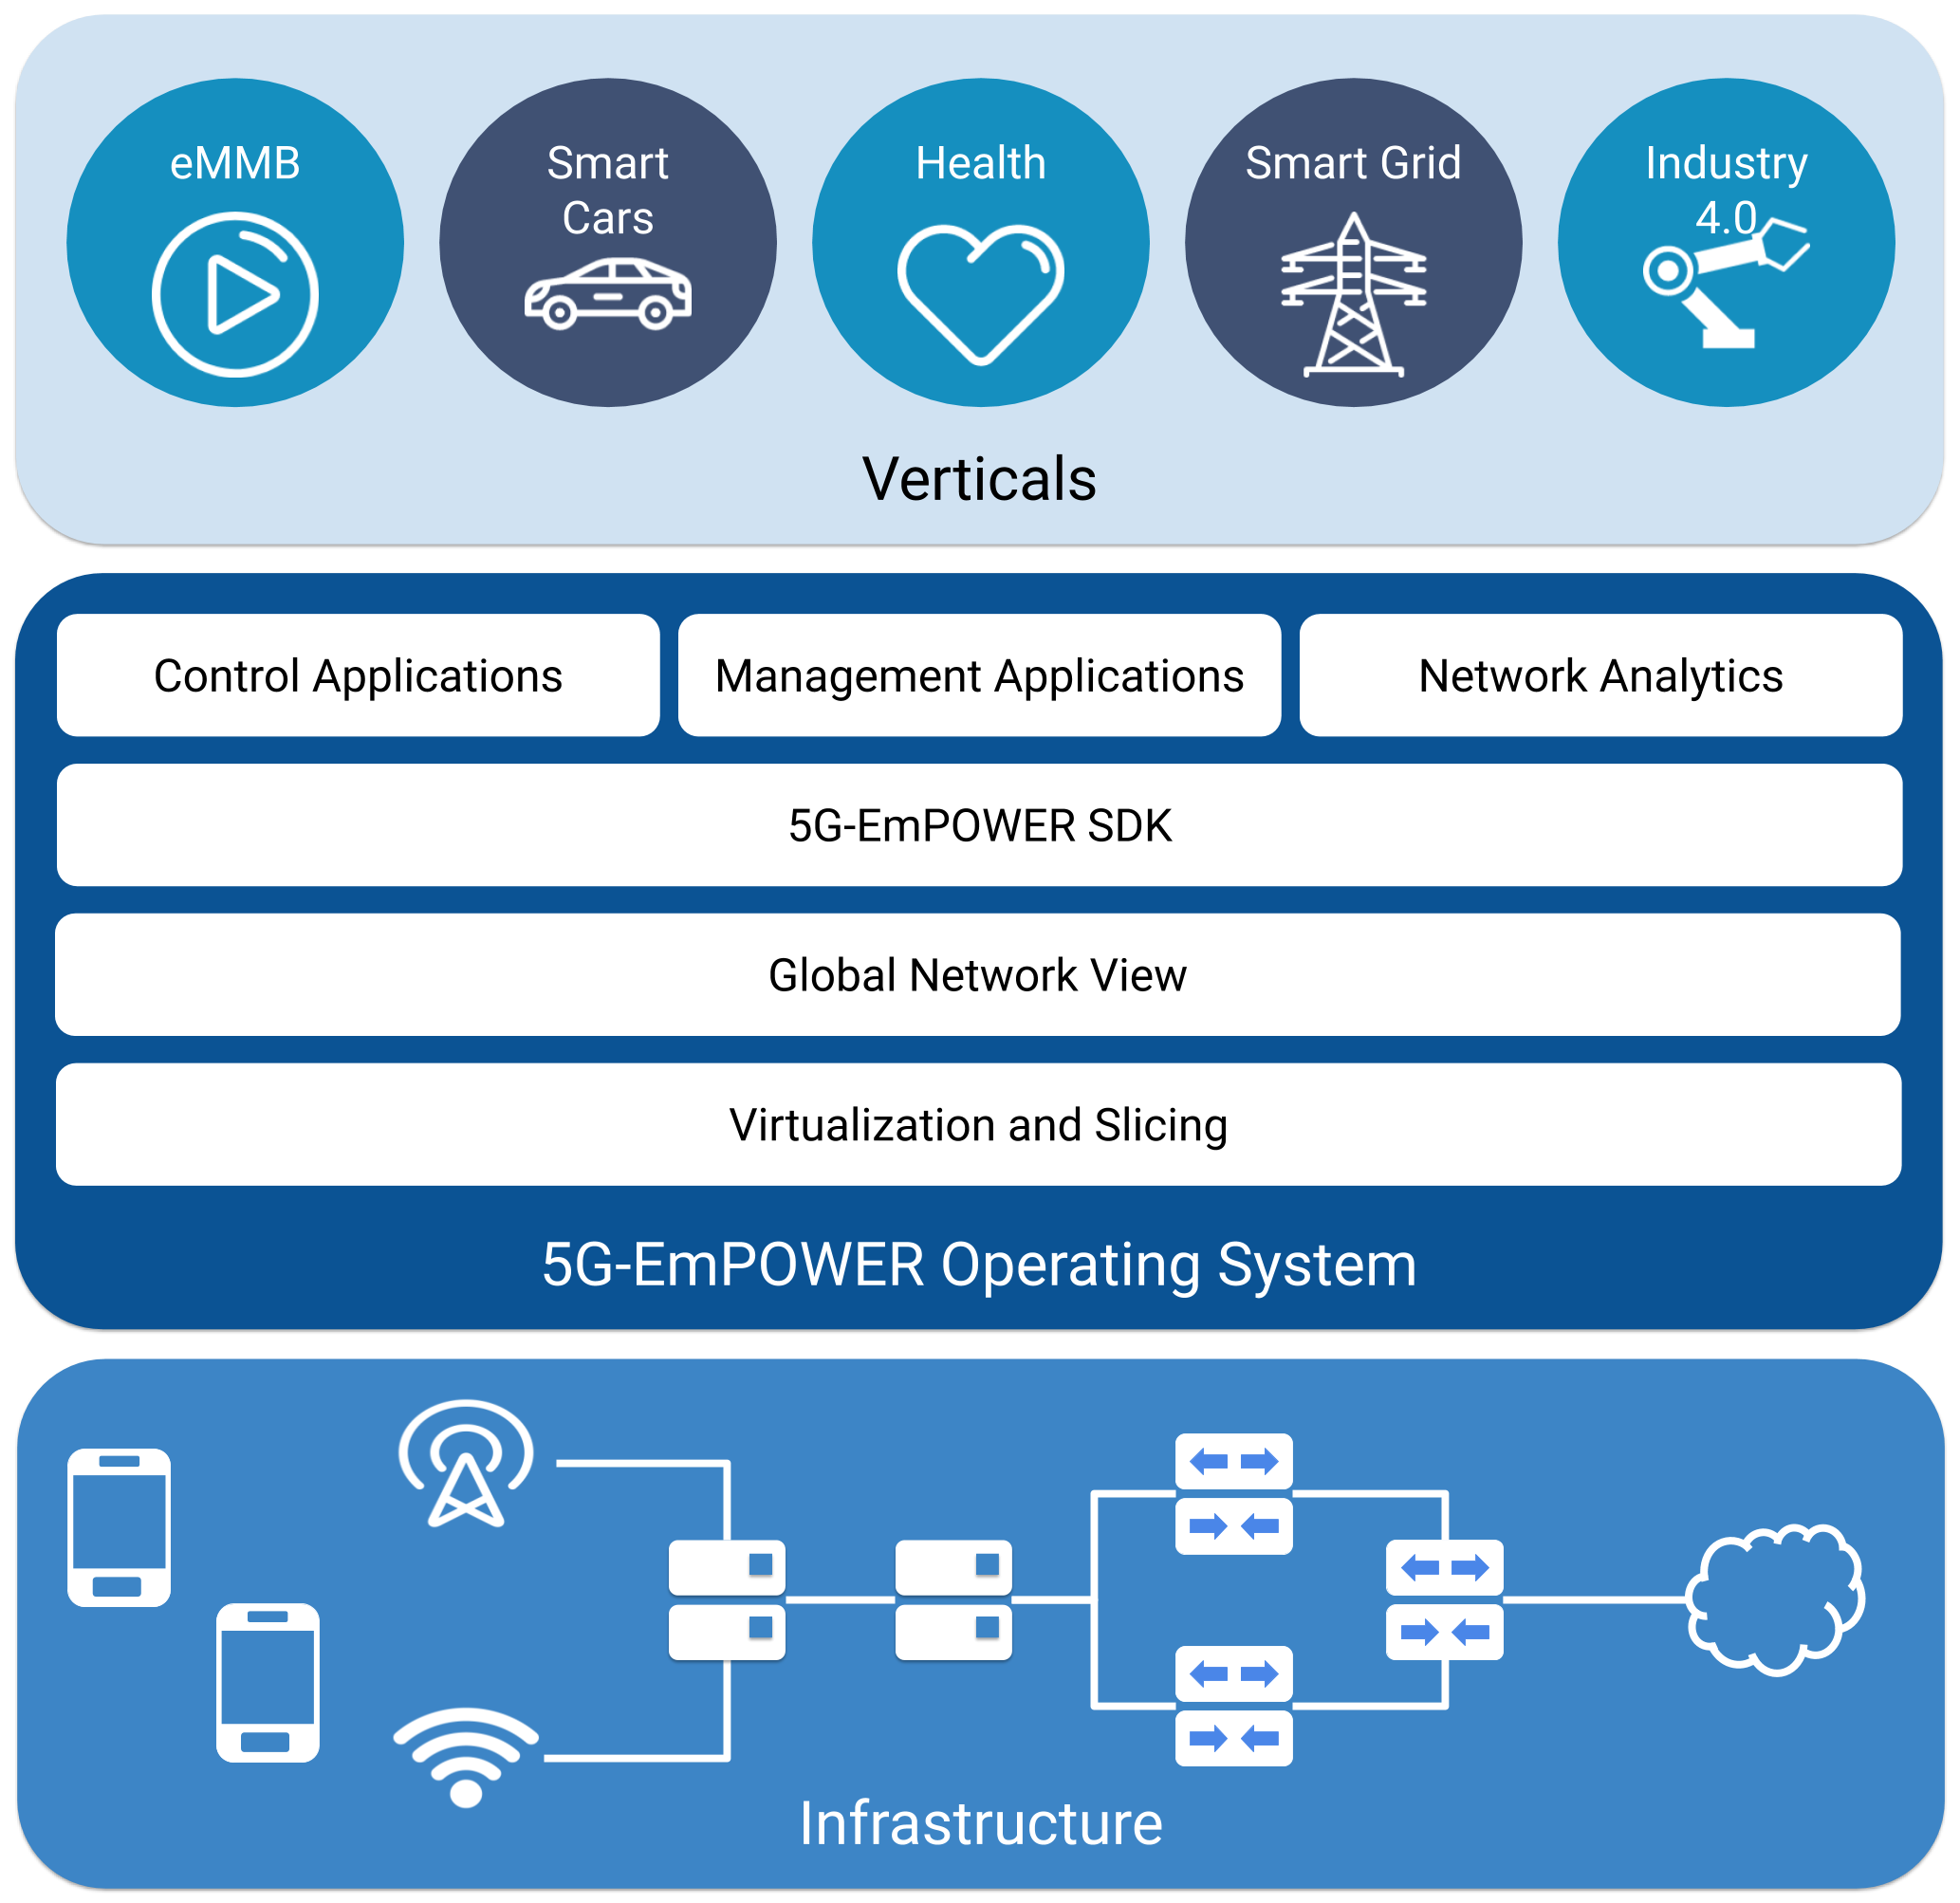 eMMB
Smart
Cars
Health
Smart Grid
Industry
4.0
Verticals
Control Applications
Management Applications
Network Analytics
5G-EmPOWER SDK
Global Network View
Virtualization and Slicing
5G-EmPOWER Operating System
Infrastructure